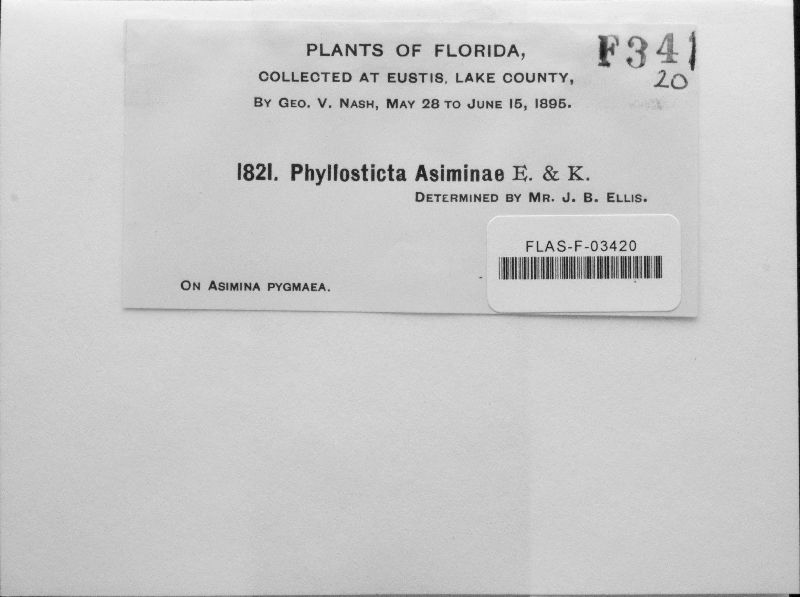 PLANTS OF FLORIDA,
COLLECTED AT EUSTIS, LAKE COUNTY,
BY GEO. V. NASH, MAY 28 TO JUNE 15, 1895.
F341
20
1821. Phyllosticta Asiminae E. & K.
DETERMINED BY MR. J. B. ELLIS.
FLAS-F-03420
ON ASIMINA PYGMAEA.